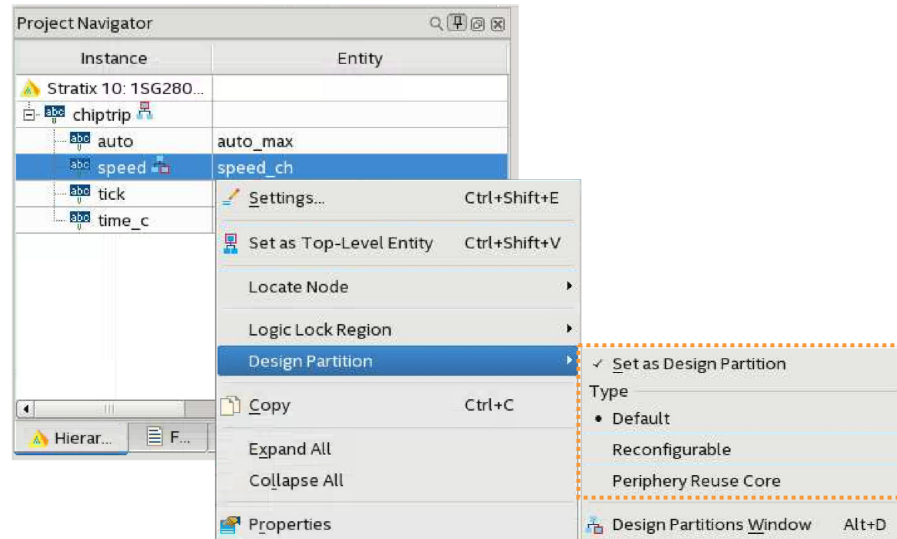 Project Navigator
Instance Entity
Stratix 10: 1SG280...
chiptrip
auto auto_max
speed speed_ch
tick
time_c
Settings... Ctrl+Shift+E
Set as Top-Level Entity Ctrl+Shift+V
Locate Node
Logic Lock Region
Design Partition
Set as Design Partition
Type
Default
Reconfigurable
Periphery Reuse Core
Design Partitions Window Alt+D
Copy Ctrl+C
Expand All
Collapse All
Properties
Hierar... F...